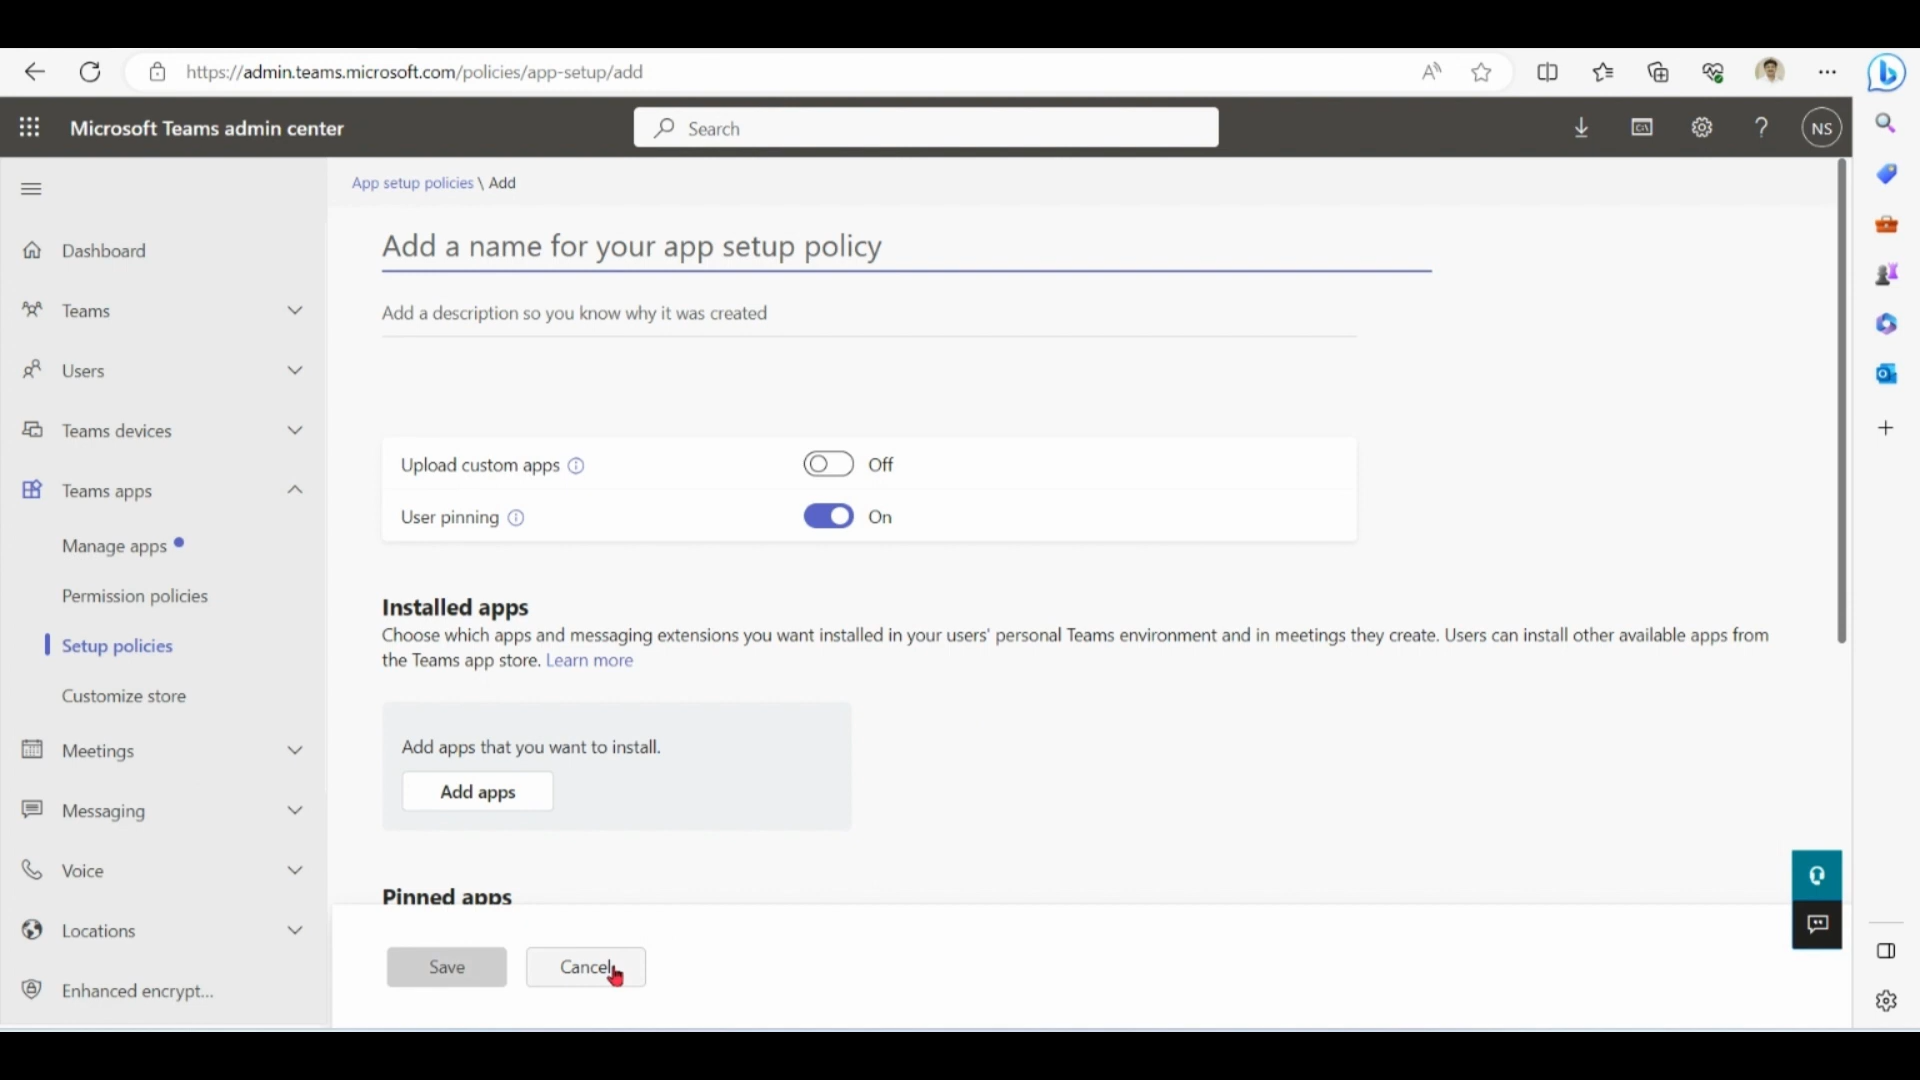 https://admin.teams.microsoft.com/policies/app-setup/add
Microsoft Teams admin center
Search
NS
App setup policies \ Add
Dashboard
Teams
Users
Teams devices
Teams apps
Manage apps
Permission policies
Setup policies
Customize store
Meetings
Messaging
Voice
Locations
Enhanced encrypt...
Add a name for your app setup policy
Add a description so you know why it was created
Upload custom apps Off
User pinning On
Installed apps
Choose which apps and messaging extensions you want installed in your users' personal Teams environment and in meetings they create. Users can install other available apps from
the Teams app store. Learn more
Add apps that you want to install.
Add apps
Pinned apps
Save Cancel